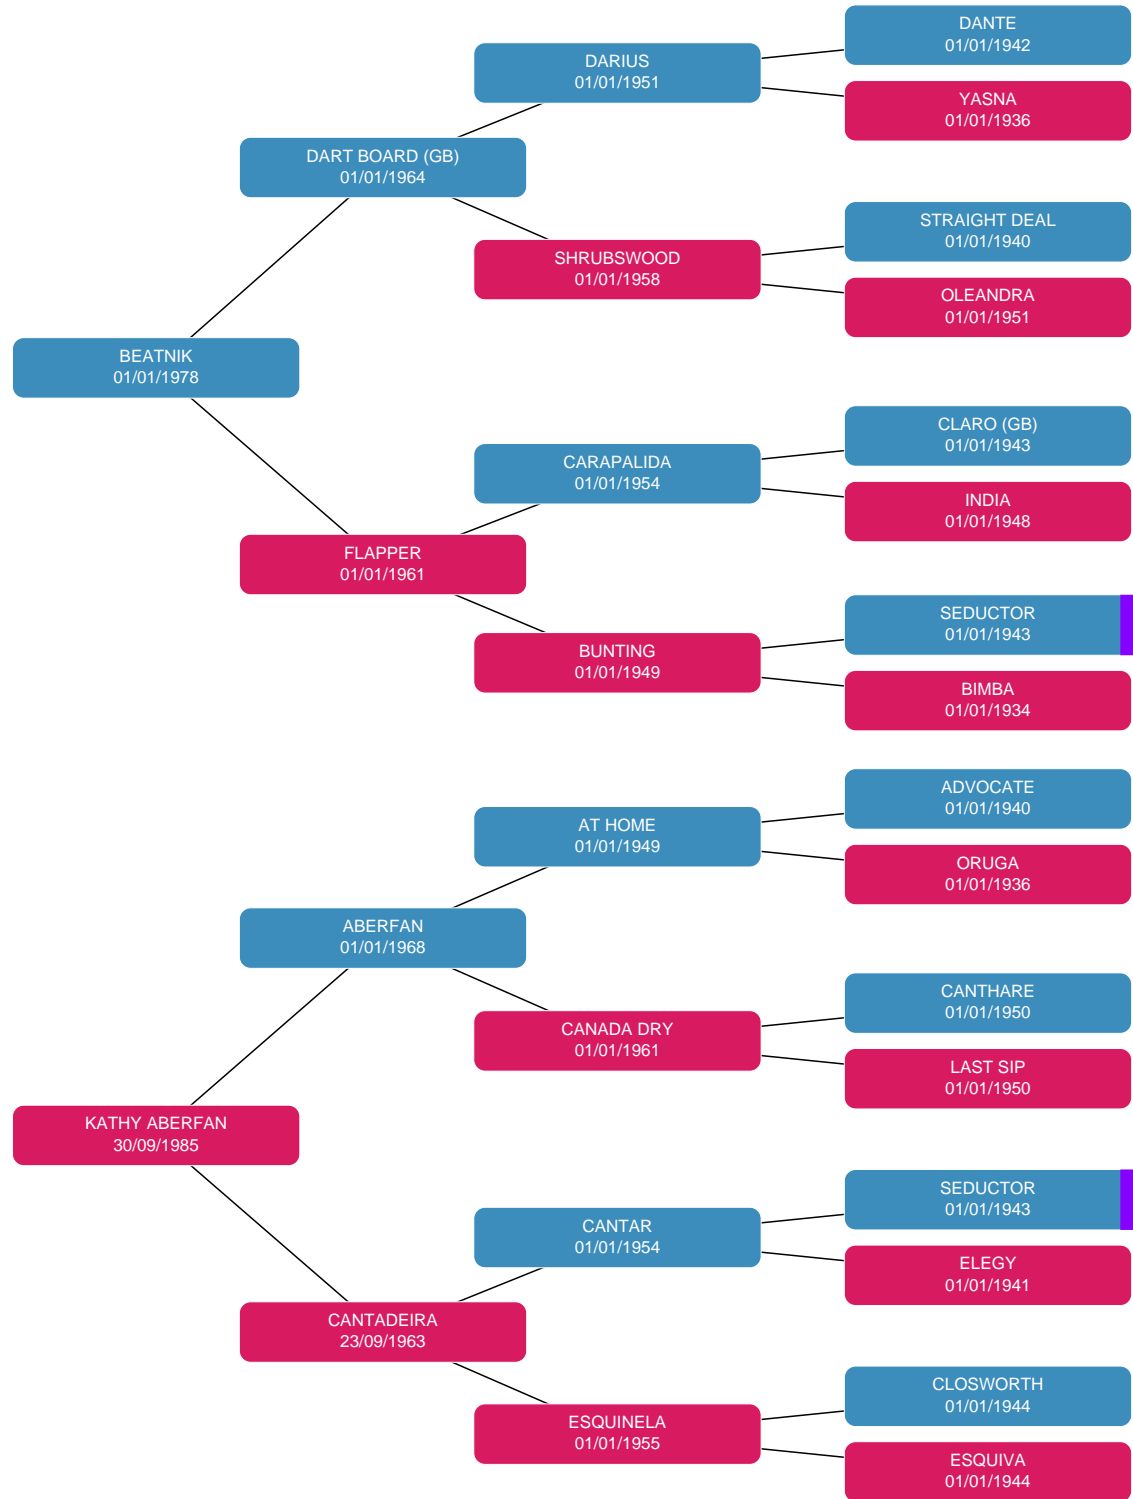 DANTE
01/01/1942
DARIUS
01/01/1951
YASNA
01/01/1936
DART BOARD (GB)
01/01/1964
STRAIGHT DEAL
01/01/1940
SHRUBSWOOD
01/01/1958
OLEANDRA
01/01/1951
BEATNIK
01/01/1978
CLARO (GB)
01/01/1943
CARAPALIDA
01/01/1954
INDIA
01/01/1948
FLAPPER
01/01/1961
SEDUCTOR
01/01/1943
BUNTING
01/01/1949
BIMBA
01/01/1934
ADVOCATE
01/01/1940
AT HOME
01/01/1949
ORUGA
01/01/1936
ABERFAN
01/01/1968
CANTHARE
01/01/1950
CANADA DRY
01/01/1961
LAST SIP
01/01/1950
KATHY ABERFAN
30/09/1985
SEDUCTOR
01/01/1943
CANTAR
01/01/1954
ELEGY
01/01/1941
CANTADEIRA
23/09/1963
CLOSWORTH
01/01/1944
ESQUINELA
01/01/1955
ESQUIVA
01/01/1944